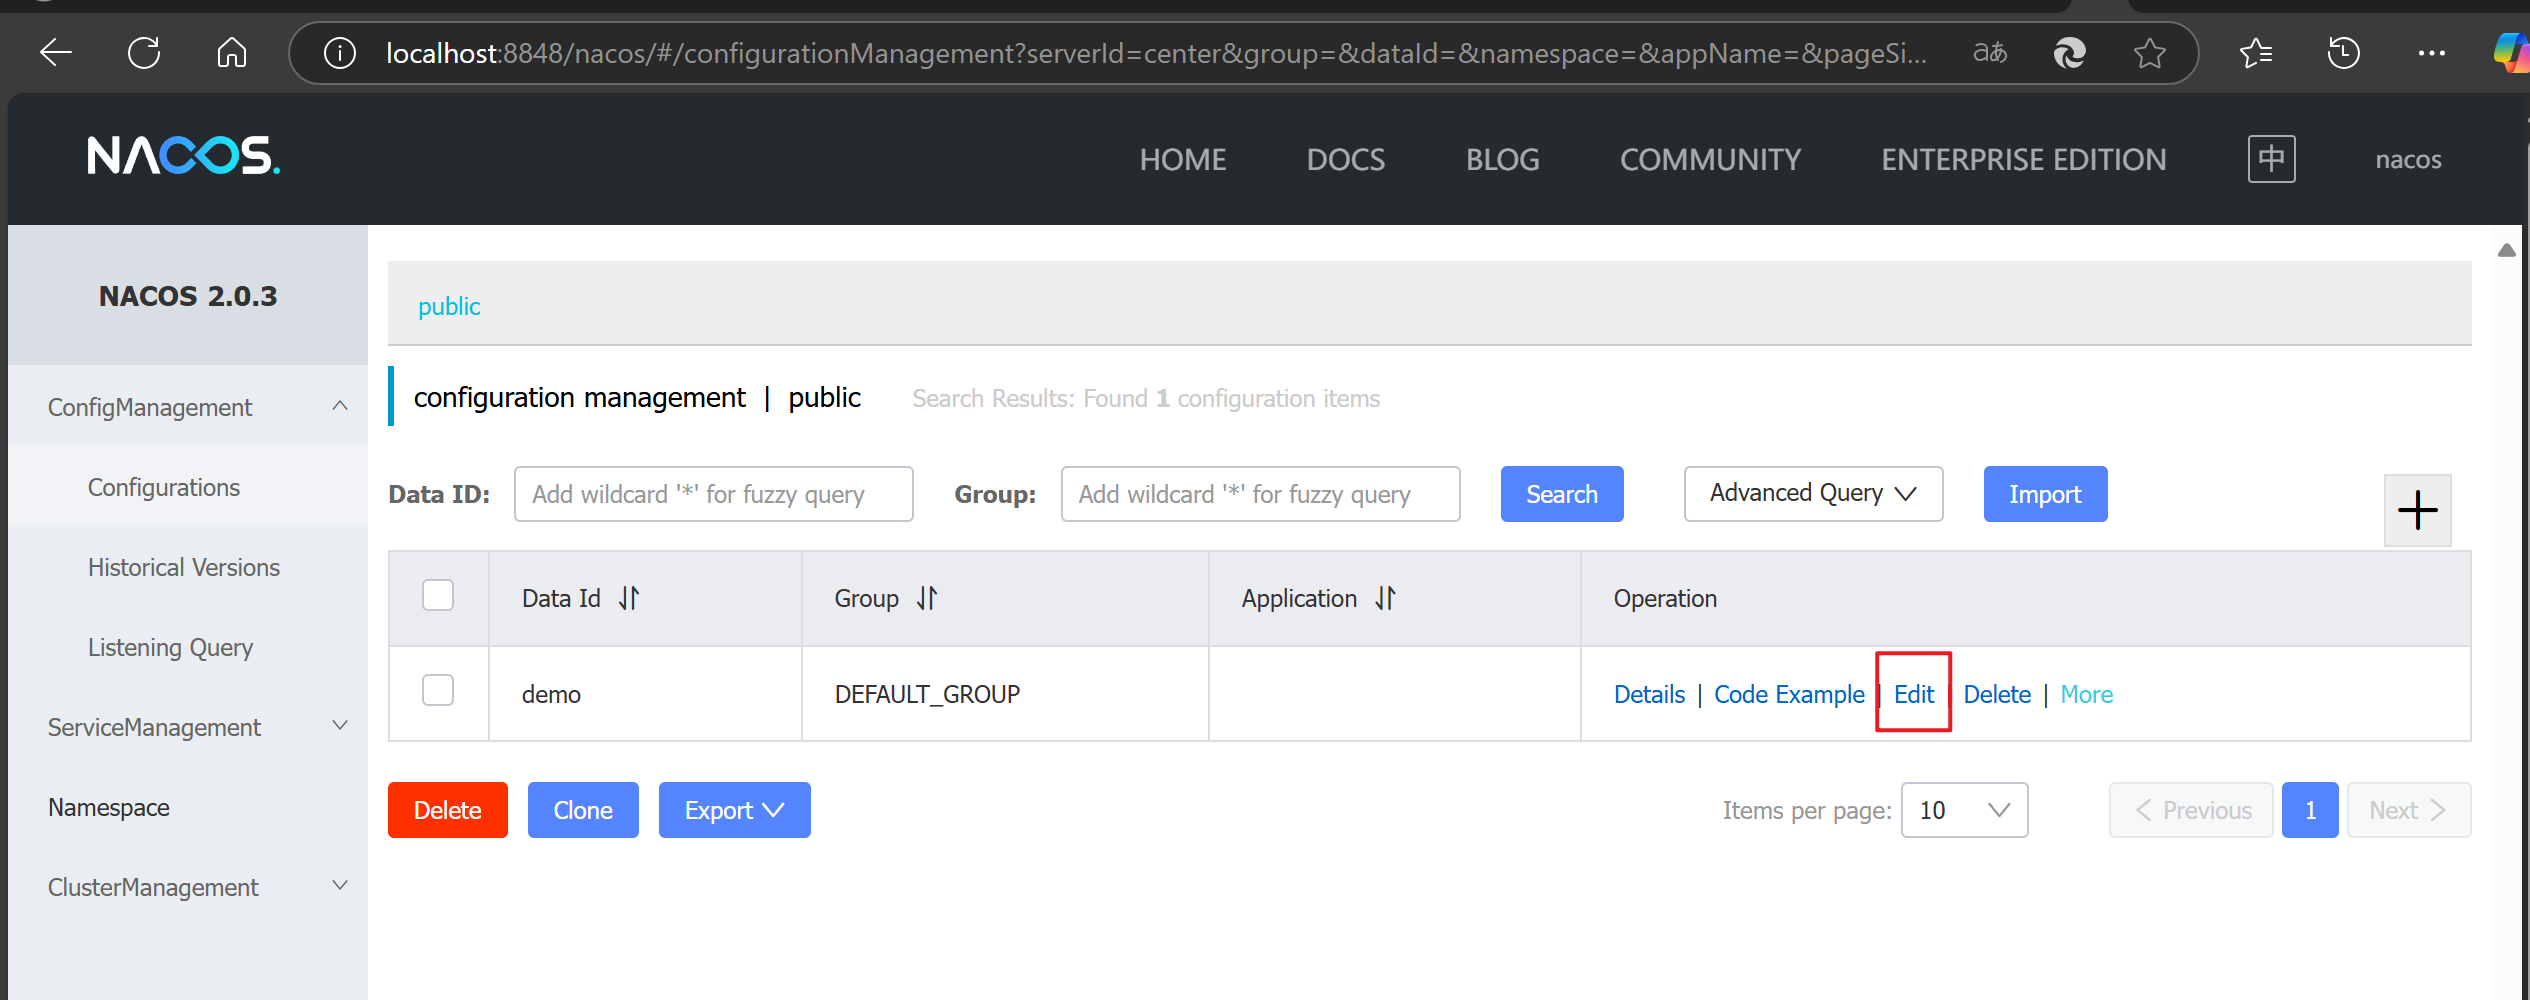 localhost:8848/nacos/#/configurationManagement?serverId=center&group=&dataId=&namespace=&appName=&pageSi...
aあ
NACOS.
HOME
DOCS
BLOG
COMMUNITY
ENTERPRISE EDITION
中
nacos
NACOS 2.0.3
public
ConfigManagement
configuration management | public
Search Results: Found 1 configuration items
Configurations
Data ID: Add wildcard '*' for fuzzy query
Group: Add wildcard '*' for fuzzy query
Search
Advanced Query
Import
Historical Versions
Data Id
Group
Application
Operation
Listening Query
demo
DEFAULT_GROUP
Details | Code Example | Edit | Delete | More
ServiceManagement
Namespace
Delete
Clone
Export
Items per page: 10
Previous
1
Next
ClusterManagement